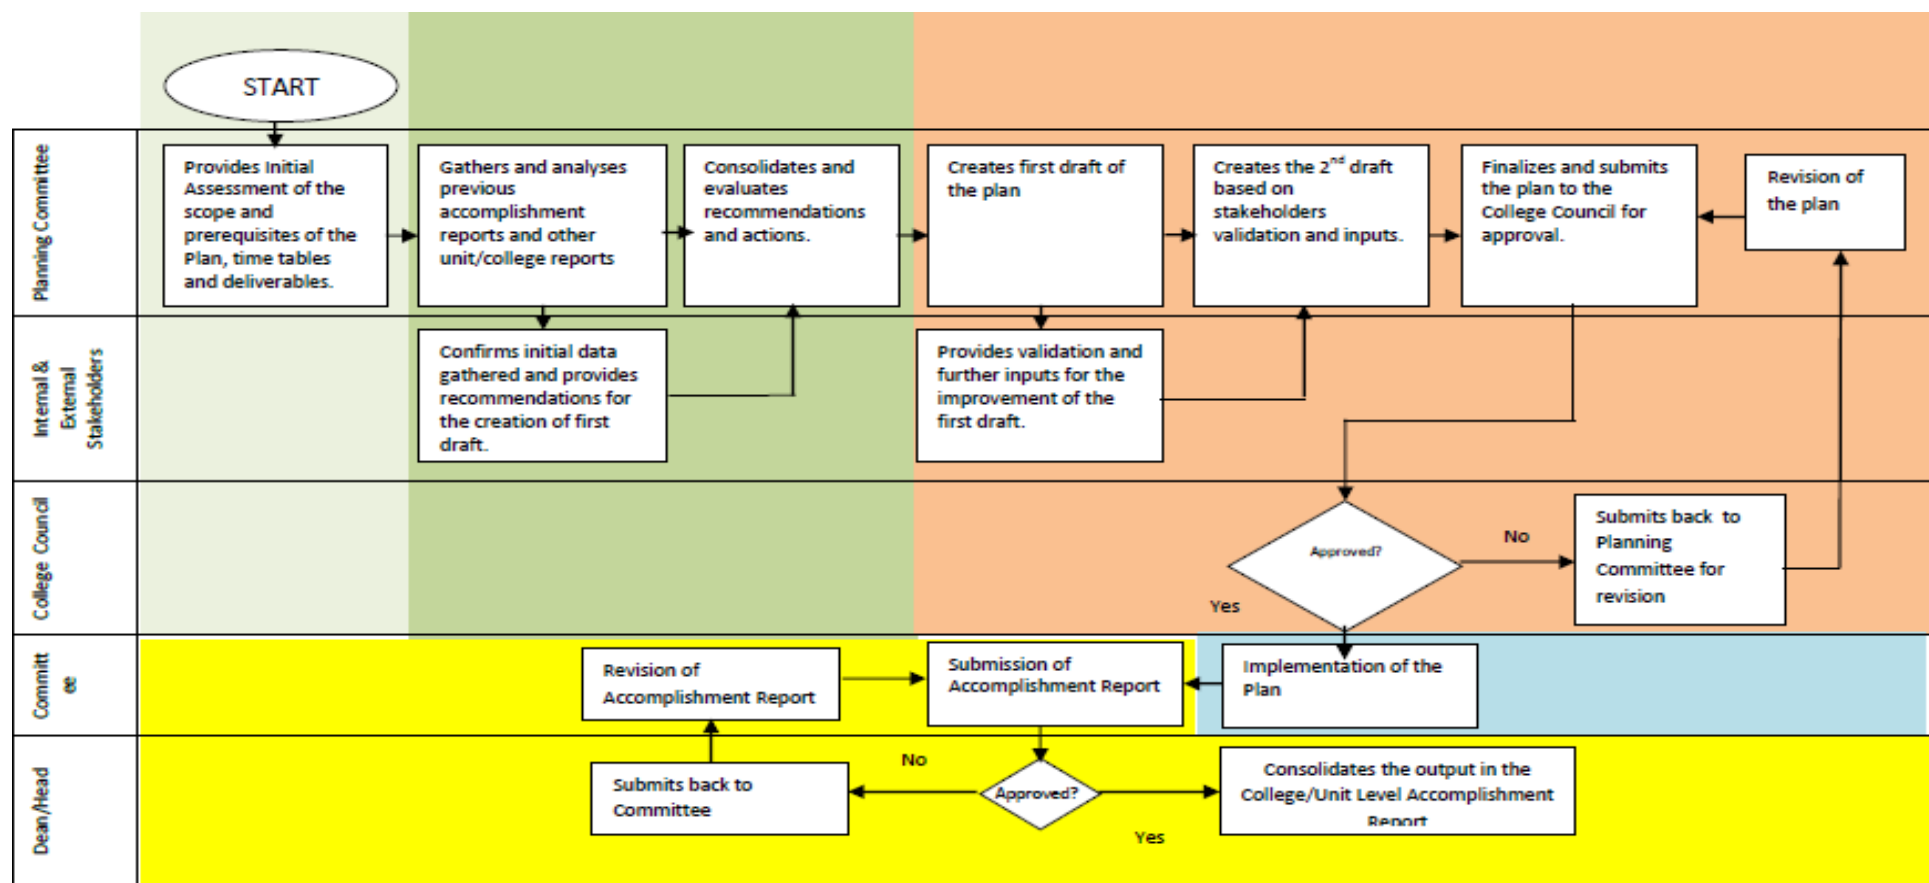 START
Planning Committee
Provides Initial
Assessment of the
scope and
prerequisites of the
Plan, time tables
and deliverables.
Gathers and analyses
previous
accomplishment
reports and other
unit/college reports
Consolidates and
evaluates
recommendations
and actions.
Creates first draft of
the plan
Creates the 2nd draft
based on
stakeholders
validation and inputs.
Finalizes and submits
the plan to the
College Council for
approval.
Revision of
the plan
Internal &
External
Stakeholders
Confirms initial data
gathered and provides
recommendations for
the creation of first
draft.
Provides validation and
further inputs for the
improvement of the
first draft.
College Council
Approved?
No
Yes
Submits back to
Planning
Committee for
revision
Committ
ee
Revision of
Accomplishment Report
Submission of
Accomplishment Report
Implementation of the
Plan
Dean/Head
Submits back to
Committee
No
Approved?
Yes
Consolidates the output in the
College/Unit Level Accomplishment
Report